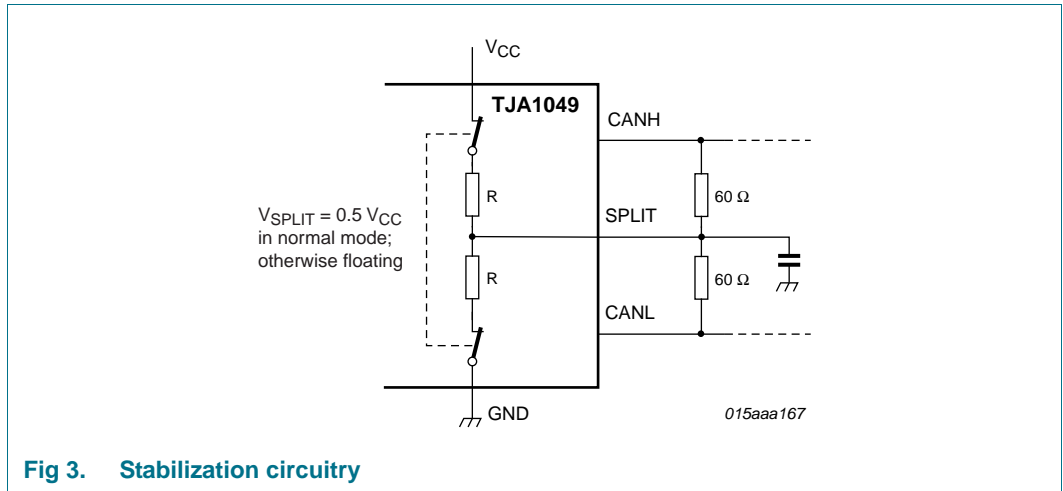 VCC
TJA1049
CANH
R
60 Ω
VSPLIT = 0.5 VCC
in normal mode;
otherwise floating
SPLIT
R
60 Ω
CANL
GND
015aaa167
Fig 3. Stabilization circuitry